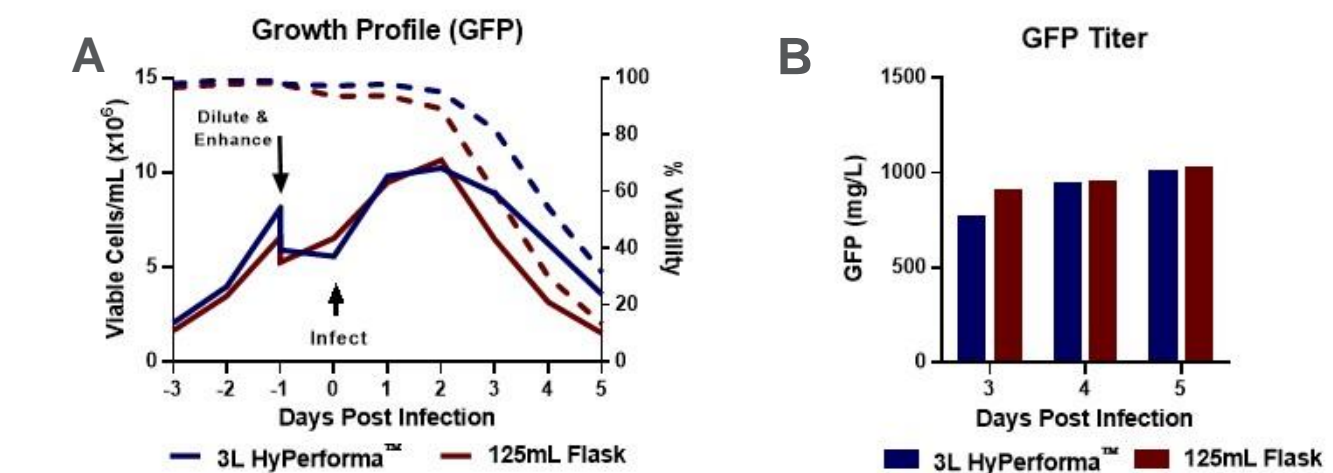 A
Growth Profile (GFP)
Viable Cells/mL (x10⁶)
15
10
5
0
Dilute &
Enhance
Infect
100
80
60
40
20
0
% Viability
-3 -2 -1 0 1 2 3 4 5
Days Post Infection
3L HyPerforma™ 125mL Flask
B
GFP Titer
GFP (mg/L)
1500
1000
500
0
3 4 5
Days Post Infection
3L HyPerforma™ 125mL Flask